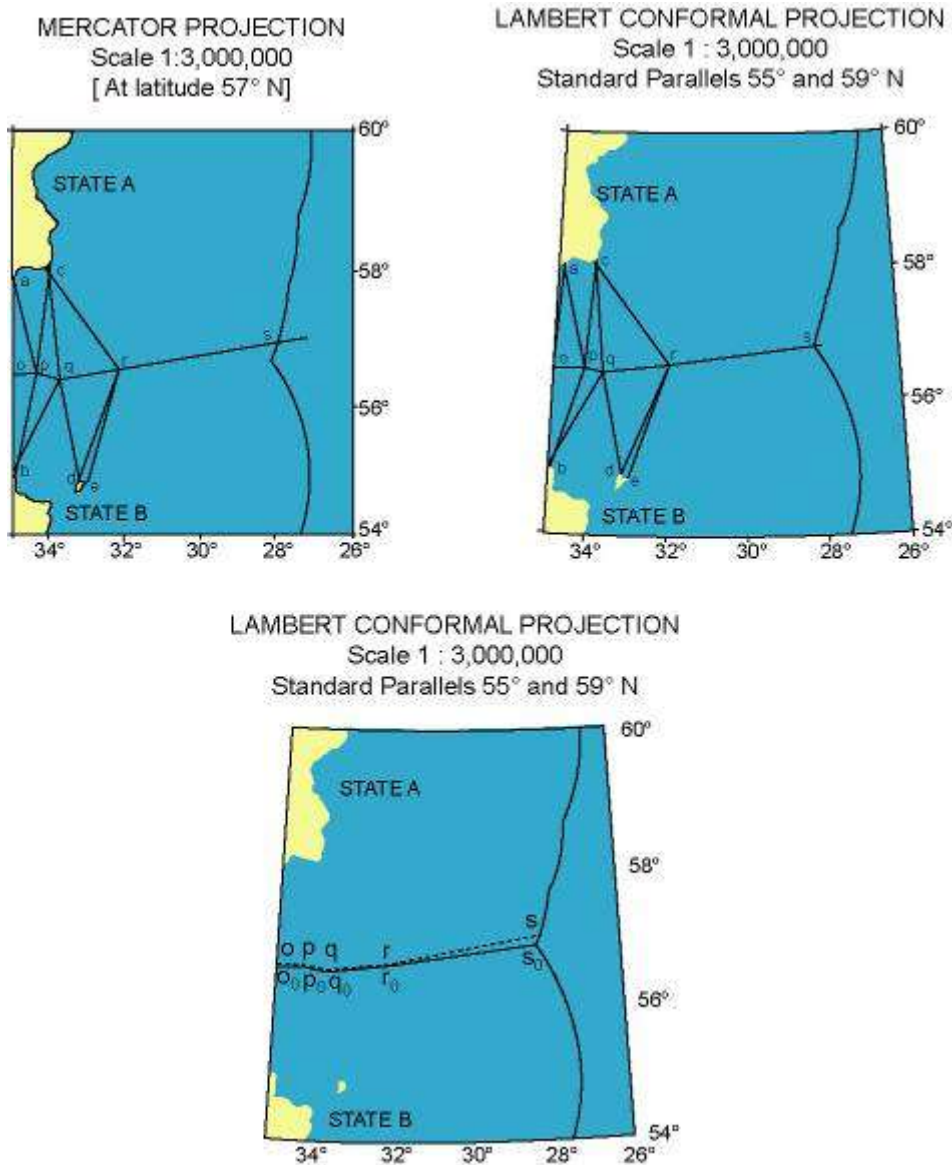 MERCATOR PROJECTION
Scale 1:3,000,000
[ At latitude 57° N]
60°
STATE A
58°
a
c
s
o
p
q
r
56°
b
d
e
STATE B
54°
34°
32°
30°
28°
26°
LAMBERT CONFORMAL PROJECTION
Scale 1 : 3,000,000
Standard Parallels 55° and 59° N
60°
STATE A
58°
a
c
s
o
p
q
r
56°
b
d
e
STATE B
54°
34°
32°
30°
28°
26°
LAMBERT CONFORMAL PROJECTION
Scale 1 : 3,000,000
Standard Parallels 55° and 59° N
60°
STATE A
58°
s
o p q r
o₀ p₀ q₀ r₀
s₀
56°
STATE B
54°
34°
32°
30°
28°
26°